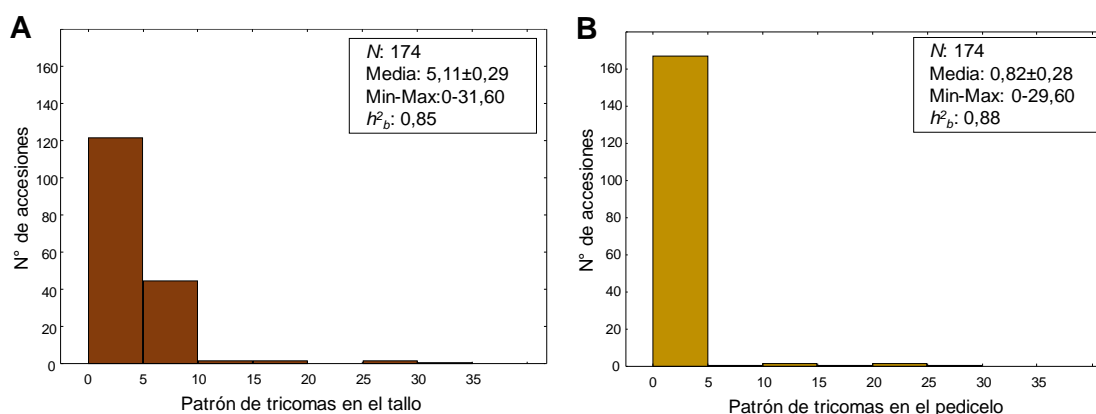 A
N: 174
Media: 5,11±0,29
Min-Max:0-31,60
h²b: 0,85
N° de accesiones
160
140
120
100
80
60
40
20
0
0 5 10 15 20 25 30 35
Patrón de tricomas en el tallo
B
N: 174
Media: 0,82±0,28
Min-Max: 0-29,60
h²b: 0,88
N° de accesiones
160
140
120
100
80
60
40
20
0
0 5 10 15 20 25 30 35
Patrón de tricomas en el pedicelo